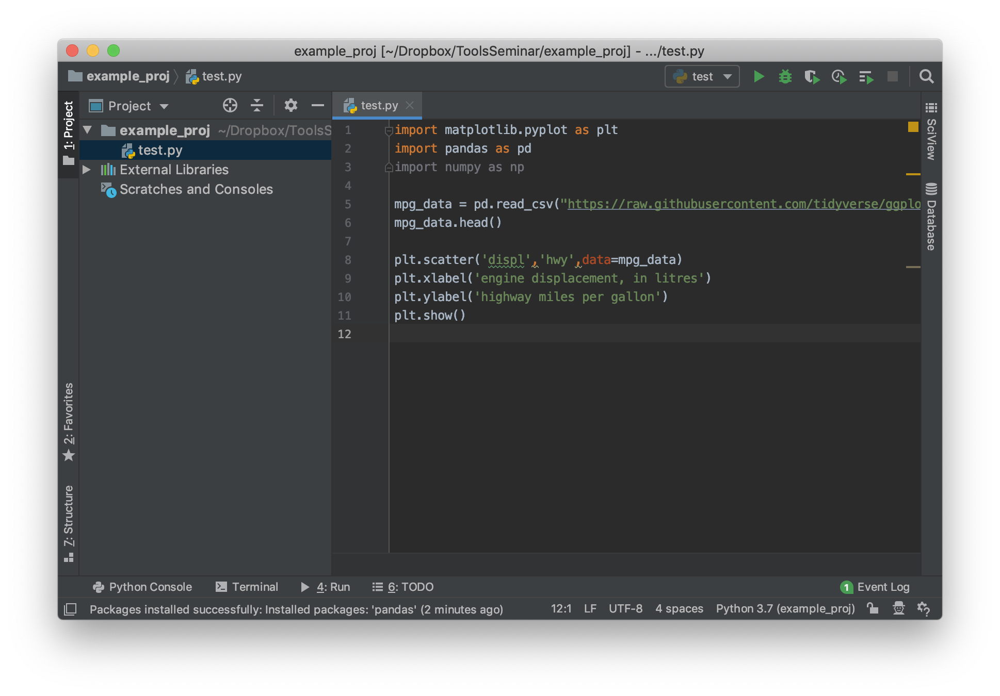 example_proj [~/Dropbox/ToolsSeminar/example_proj] - .../test.py
example_proj test.py
test
1: Project
Project
example_proj ~/Dropbox/ToolsS
test.py
External Libraries
Scratches and Consoles
2: Favorites
7: Structure
test.py
1 import matplotlib.pyplot as plt
2 import pandas as pd
3 import numpy as np
4
5 mpg_data = pd.read_csv("https://raw.githubusercontent.com/tidyverse/ggplo
6 mpg_data.head()
7
8 plt.scatter('displ','hwy',data=mpg_data)
9 plt.xlabel('engine displacement, in litres')
10 plt.ylabel('highway miles per gallon')
11 plt.show()
12
SciView
Database
Python Console Terminal 4: Run 6: TODO 1 Event Log
Packages installed successfully: Installed packages: 'pandas' (2 minutes ago) 12:1 LF UTF-8 4 spaces Python 3.7 (example_proj)